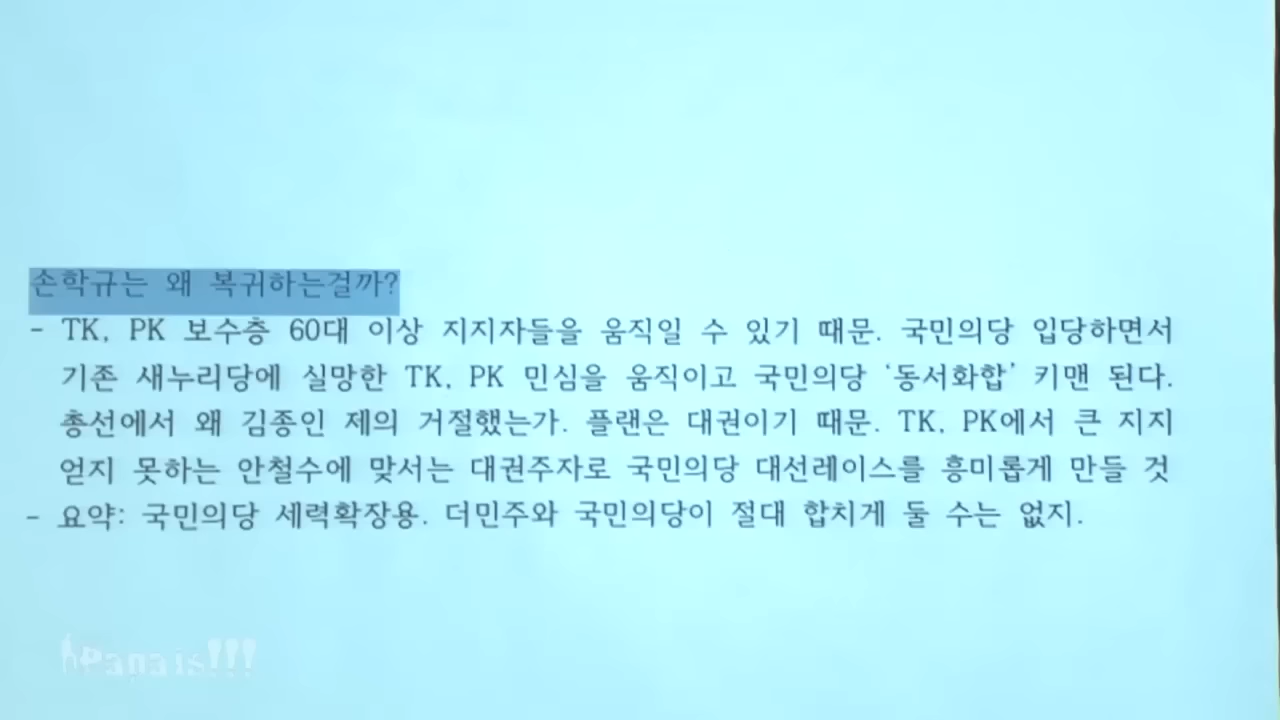 손학규는 왜 복귀하는걸까?
- TK, PK 보수층 60대 이상 지지자들을 움직일 수 있기 때문. 국민의당 입당하면서
기존 새누리당에 실망한 TK, PK 민심을 움직이고 국민의당 ‘동서화합’ 키맨 된다.
총선에서 왜 김종인 제의 거절했는가. 플랜은 대권이기 때문. TK, PK에서 큰 지지
얻지 못하는 안철수에 맞서는 대권주자로 국민의당 대선레이스를 흥미롭게 만들 것
- 요약: 국민의당 세력확장용. 더민주와 국민의당이 절대 합치게 둘 수는 없지.